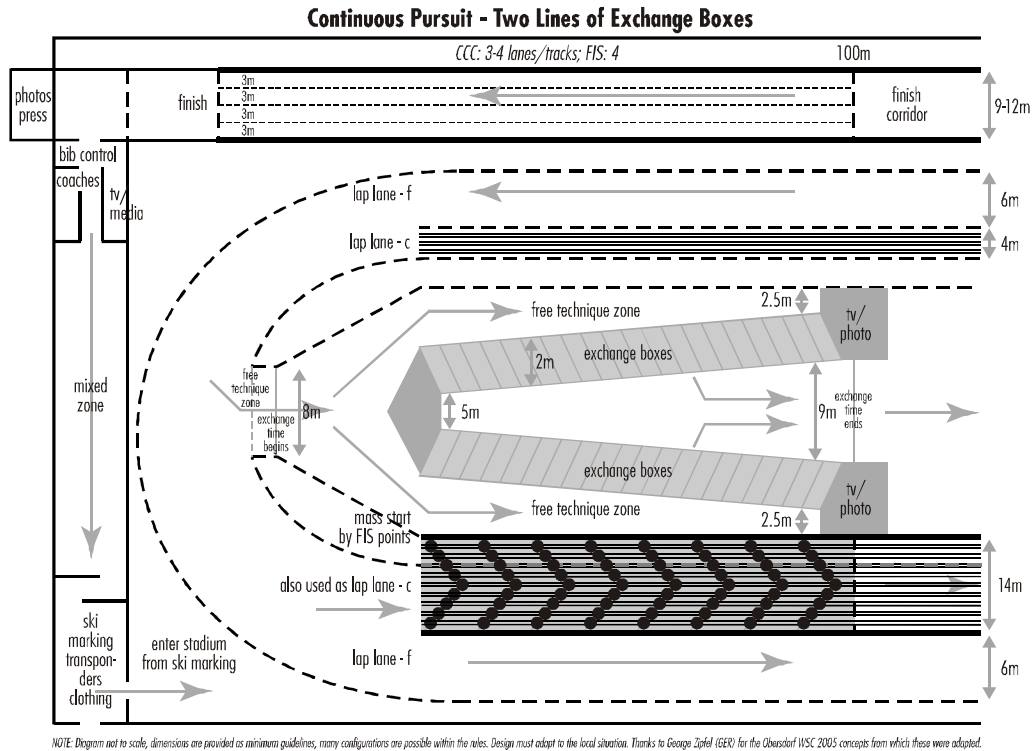 Continuous Pursuit - Two Lines of Exchange Boxes
CCC: 3-4 lanes/tracks; FIS: 4
100m
photos
press
finish
3m
3m
3m
3m
finish
corridor
9-12m
bib control
coaches
tv/
media
lap lane - f
6m
lap lane - c
4m
2.5m
tv/
photo
free technique zone
exchange boxes
2m
free
technique
zone
8m
exchange
time
begins
5m
9m
exchange
time
ends
mixed
zone
exchange boxes
tv/
photo
free technique zone
2.5m
mass start
by FIS points
also used as lap lane - c
14m
ski
marking
transpon-
ders
clothing
enter stadium
from ski marking
lap lane - f
6m
NOTE: Diagram not to scale, dimensions are provided as minimum guidelines, many configurations are possible within the rules. Design must adapt to the local situation. Thanks to George Zipfel (GER) for the Obersdorf WSC 2005 concepts from which these were adapted.